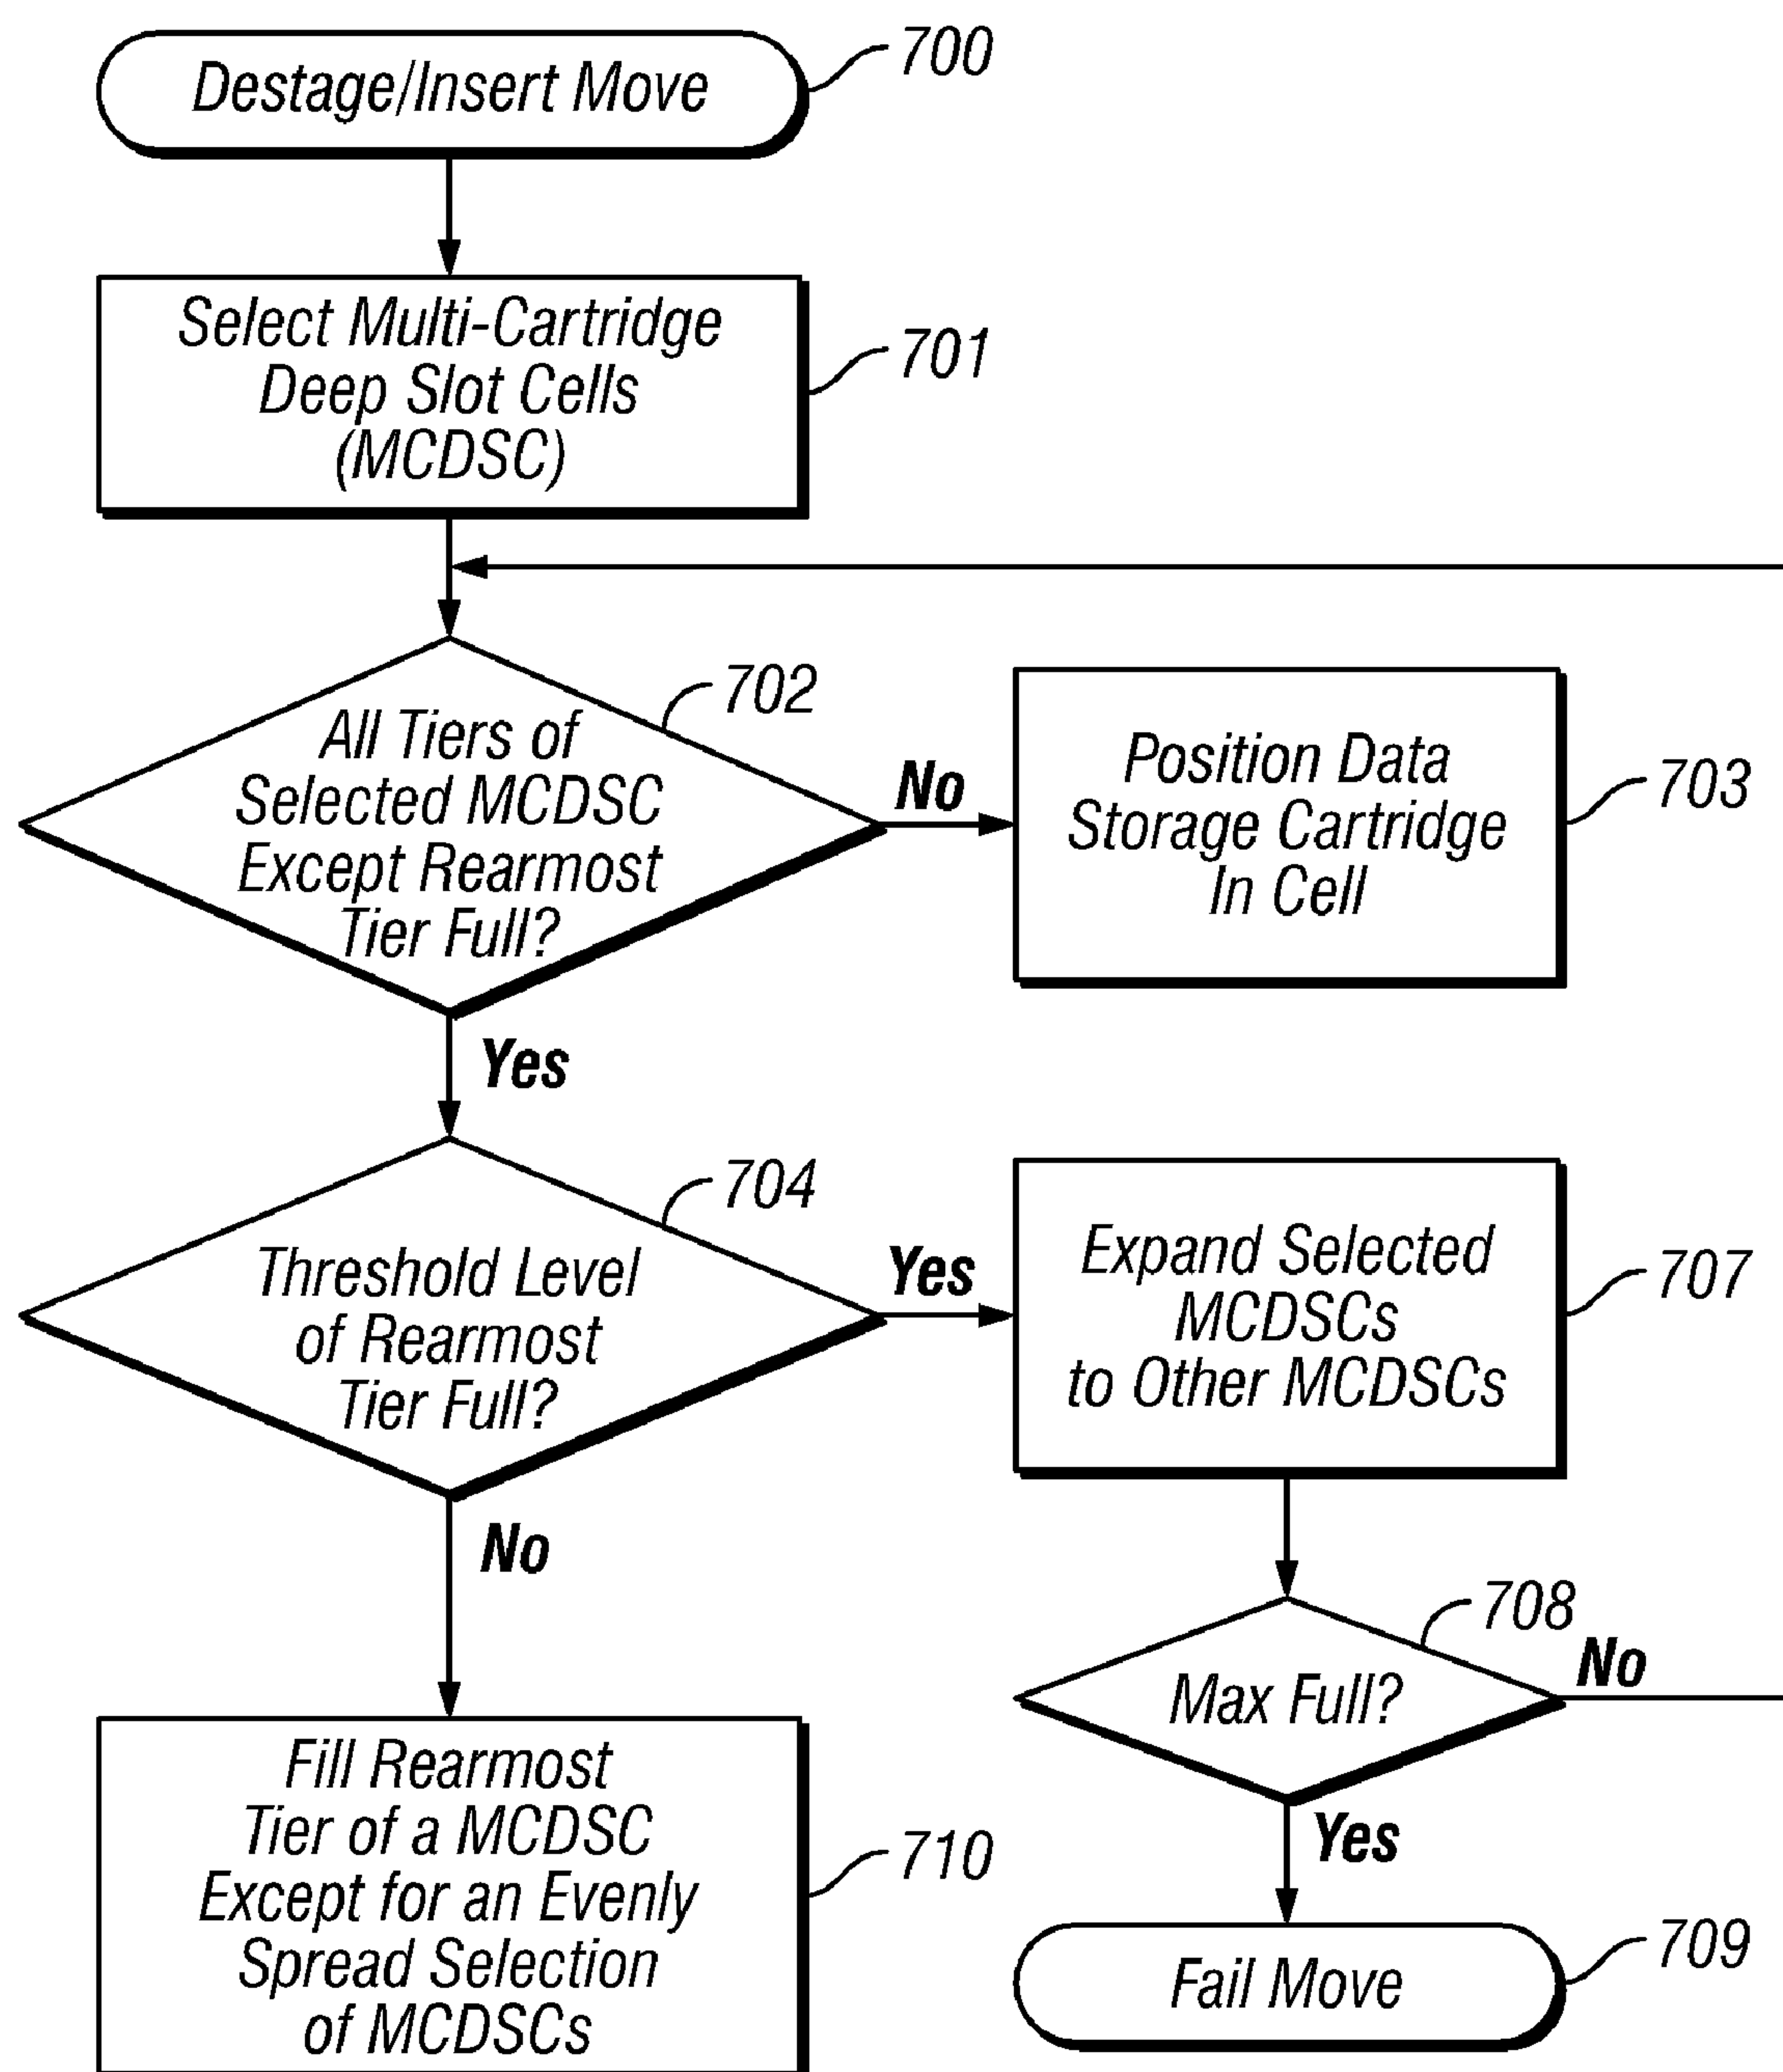 Destage/Insert Move
700
Select Multi-Cartridge
Deep Slot Cells
(MCDSC)
701
All Tiers of
Selected MCDSC
Except Rearmost
Tier Full?
702
No
Position Data
Storage Cartridge
In Cell
703
Yes
Threshold Level
of Rearmost
Tier Full?
704
Yes
Expand Selected
MCDSCs
to Other MCDSCs
707
No
Max Full?
708
No
Yes
Fill Rearmost
Tier of a MCDSC
Except for an Evenly
Spread Selection
of MCDSCs
710
Fail Move
709